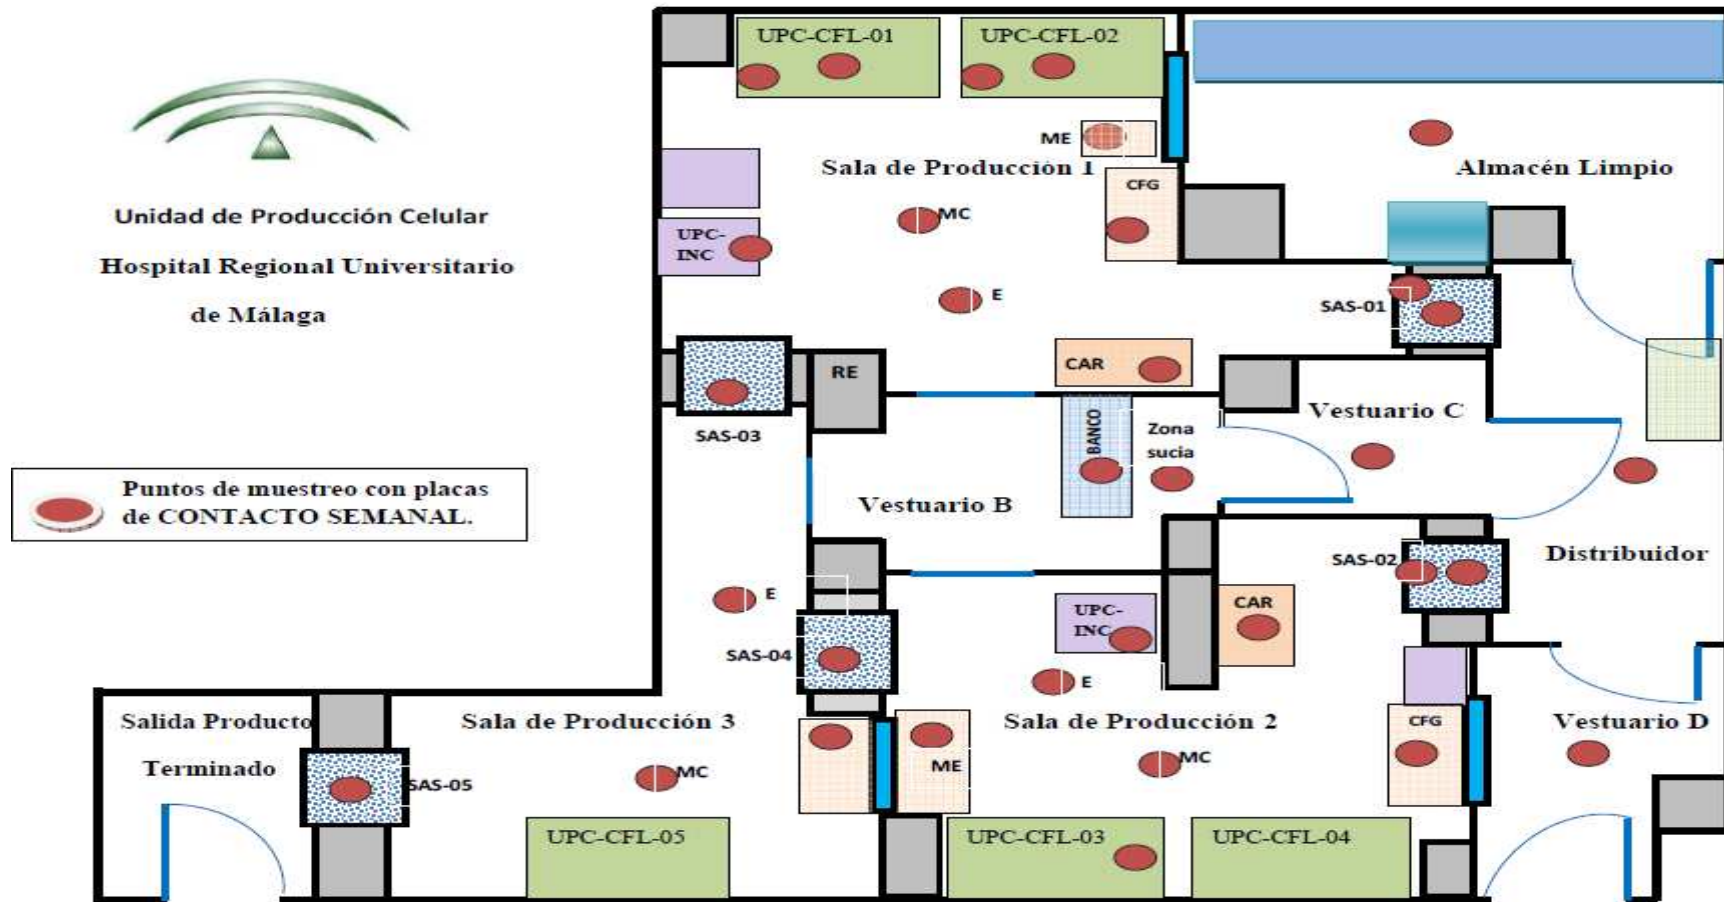 UPC-CFL-01
UPC-CFL-02
ME
Sala de Producción 1
CFG
Almacén Limpio
Unidad de Producción Celular
Hospital Regional Universitario
de Málaga
MC
UPC-
INC
E
SAS-01
CAR
RE
SAS-03
BANCO
Zona
sucia
Vestuario C
Puntos de muestreo con placas
de CONTACTO SEMANAL.
Vestuario B
SAS-02
Distribuidor
E
SAS-04
UPC-
INC
CAR
E
Salida Producto
Terminado
SAS-05
Sala de Producción 3
MC
ME
Sala de Producción 2
MC
CFG
Vestuario D
UPC-CFL-05
UPC-CFL-03
UPC-CFL-04